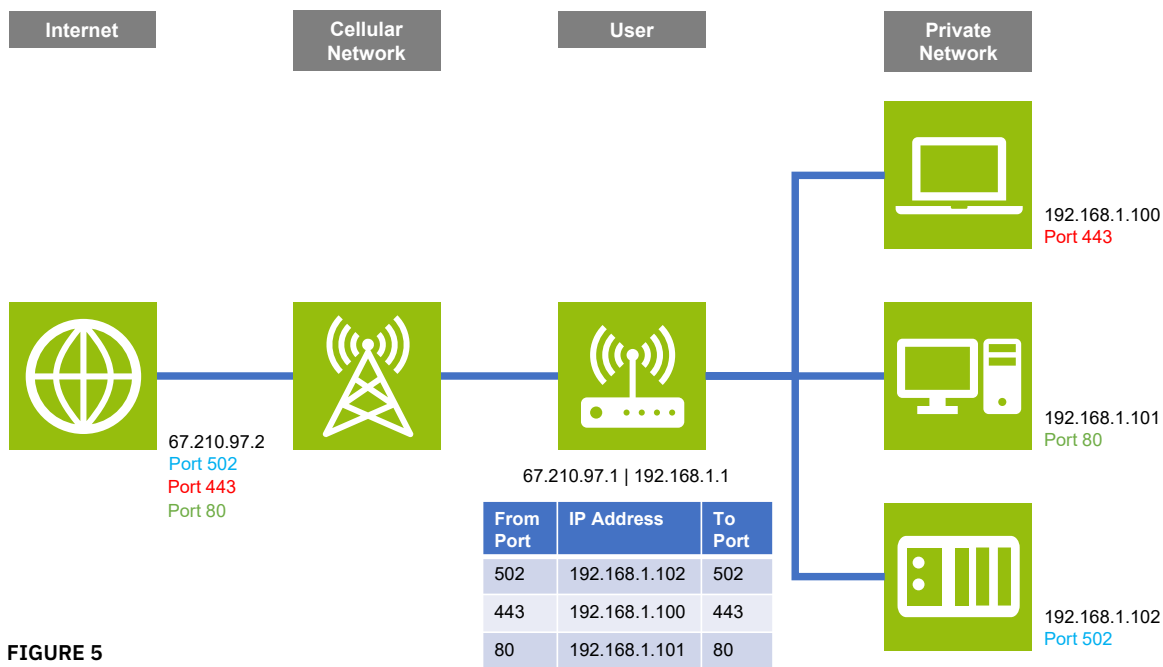 Internet
Cellular
Network
User
Private
Network
192.168.1.100
Port 443
192.168.1.101
Port 80
67.210.97.2
Port 502
Port 443
Port 80
67.210.97.1 | 192.168.1.1
From Port IP Address To Port
502 192.168.1.102 502
443 192.168.1.100 443
80 192.168.1.101 80
192.168.1.102
Port 502
FIGURE 5